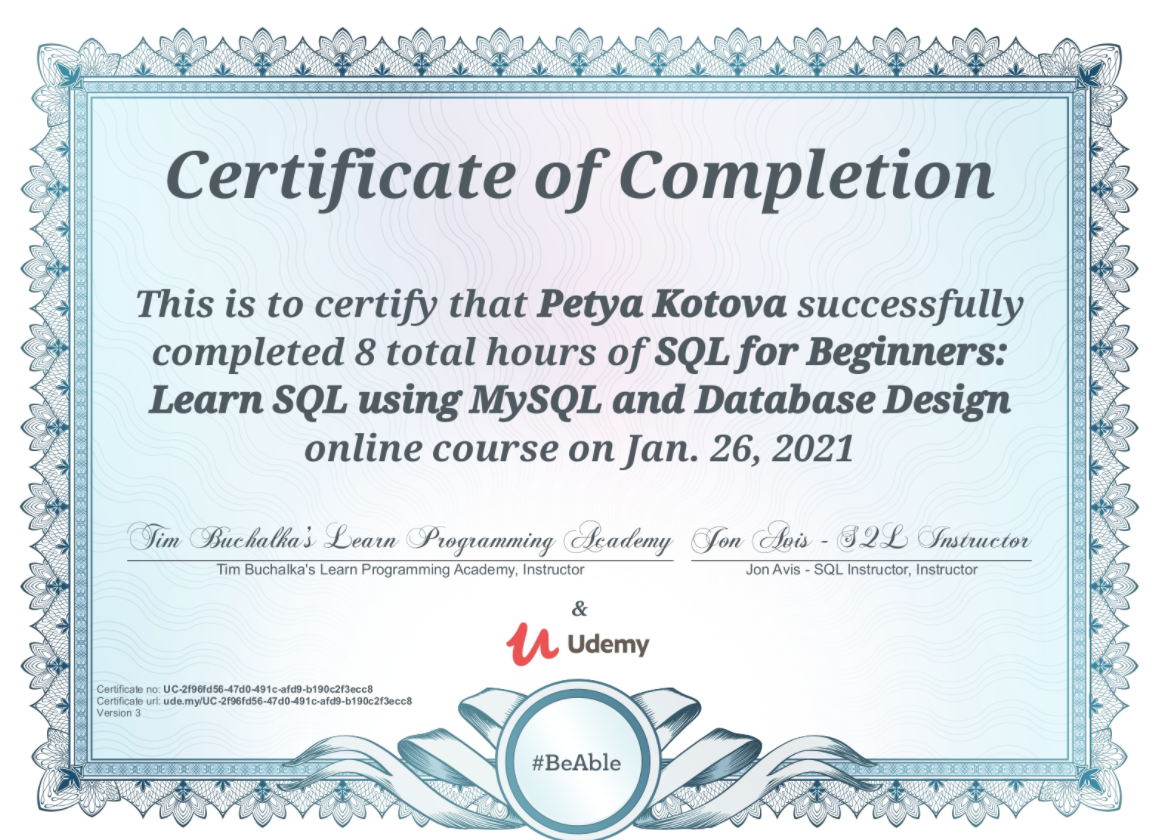 Certificate of Completion
This is to certify that Petya Kotova successfully
completed 8 total hours of SQL for Beginners:
Learn SQL using MySQL and Database Design
online course on Jan. 26, 2021
Tim Buchalka's Learn Programming Academy Jon Avis - SQL Instructor
Tim Buchalka's Learn Programming Academy, Instructor Jon Avis - SQL Instructor, Instructor
&
Udemy
Certificate no: UC-2f96fd56-47d0-491c-afd9-b190c2f3ecc8
Certificate url: ude.my/UC-2f96fd56-47d0-491c-afd9-b190c2f3ecc8
Version 3
#BeAble